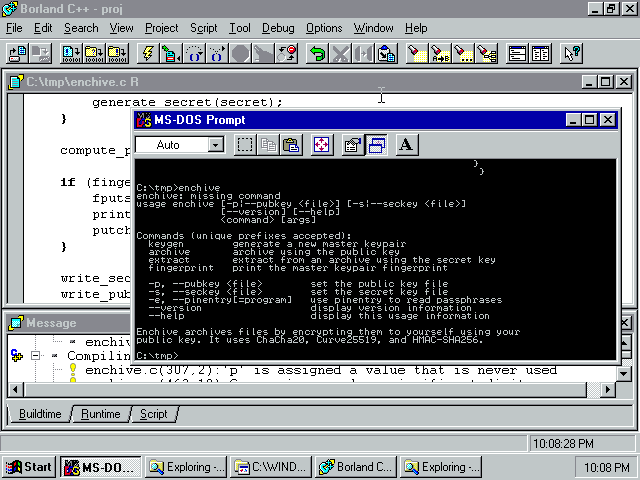 Borland C++ - proj
File Edit Search View Project Script Tool Debug Options Window Help
C:\tmp\enchive.c R
generate_secret(secret);
}
compute_p
if (finge
fputs
print
putch
}
write_sec
write_pub
MS-DOS Prompt
Auto
A
}
}
C:\tmp>enchive
enchive: missing command
usage enchive [-p|--pubkey <file>] [-s|--seckey <file>]
[--version] [--help]
<command> [args]
Commands (unique prefixes accepted):
keygen generate a new master keypair
archive archive using the public key
extract extract from an archive using the secret key
fingerprint print the master keypair fingerprint
-p, --pubkey <file> set the public key file
-s, --seckey <file> set the secret key file
-e, --pinentry[=program] use pinentry to read passphrases
--version display version information
--help display this usage information
Enchive archives files by encrypting them to yourself using your
public key. It uses ChaCha20, Curve25519, and HMAC-SHA256.
C:\tmp>
Message
enchiv
Compilin
enchive.c(307,2):'p' is assigned a value that is never used
Buildtime Runtime Script
10:08:28 PM
Start MS-DO... Exploring -... C:\WIND... Borland C... Exploring -... 10:08 PM